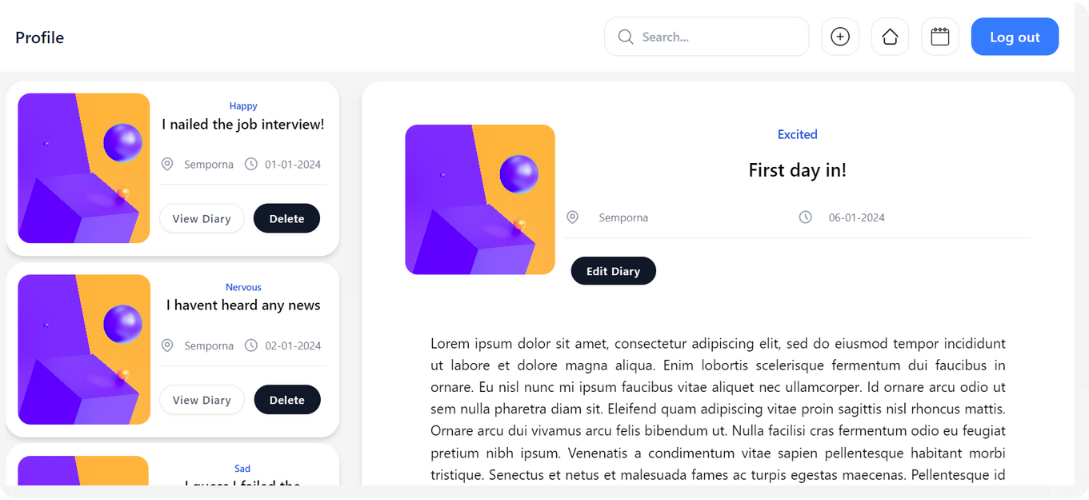 Profile
Search...
Log out
Happy
I nailed the job interview!
Semporna 01-01-2024
View Diary Delete
Nervous
I havent heard any news
Semporna 02-01-2024
View Diary Delete
Sad
I guess I failed the
Excited
First day in!
Semporna 06-01-2024
Edit Diary
Lorem ipsum dolor sit amet, consectetur adipiscing elit, sed do eiusmod tempor incididunt
ut labore et dolore magna aliqua. Enim lobortis scelerisque fermentum dui faucibus in
ornare. Eu nisl nunc mi ipsum faucibus vitae aliquet nec ullamcorper. Id ornare arcu odio ut
sem nulla pharetra diam sit. Eleifend quam adipiscing vitae proin sagittis nisl rhoncus mattis.
Ornare arcu dui vivamus arcu felis bibendum ut. Nulla facilisi cras fermentum odio eu feugiat
pretium nibh ipsum. Venenatis a condimentum vitae sapien pellentesque habitant morbi
tristique. Senectus et netus et malesuada fames ac turpis egestas maecenas. Pellentesque id